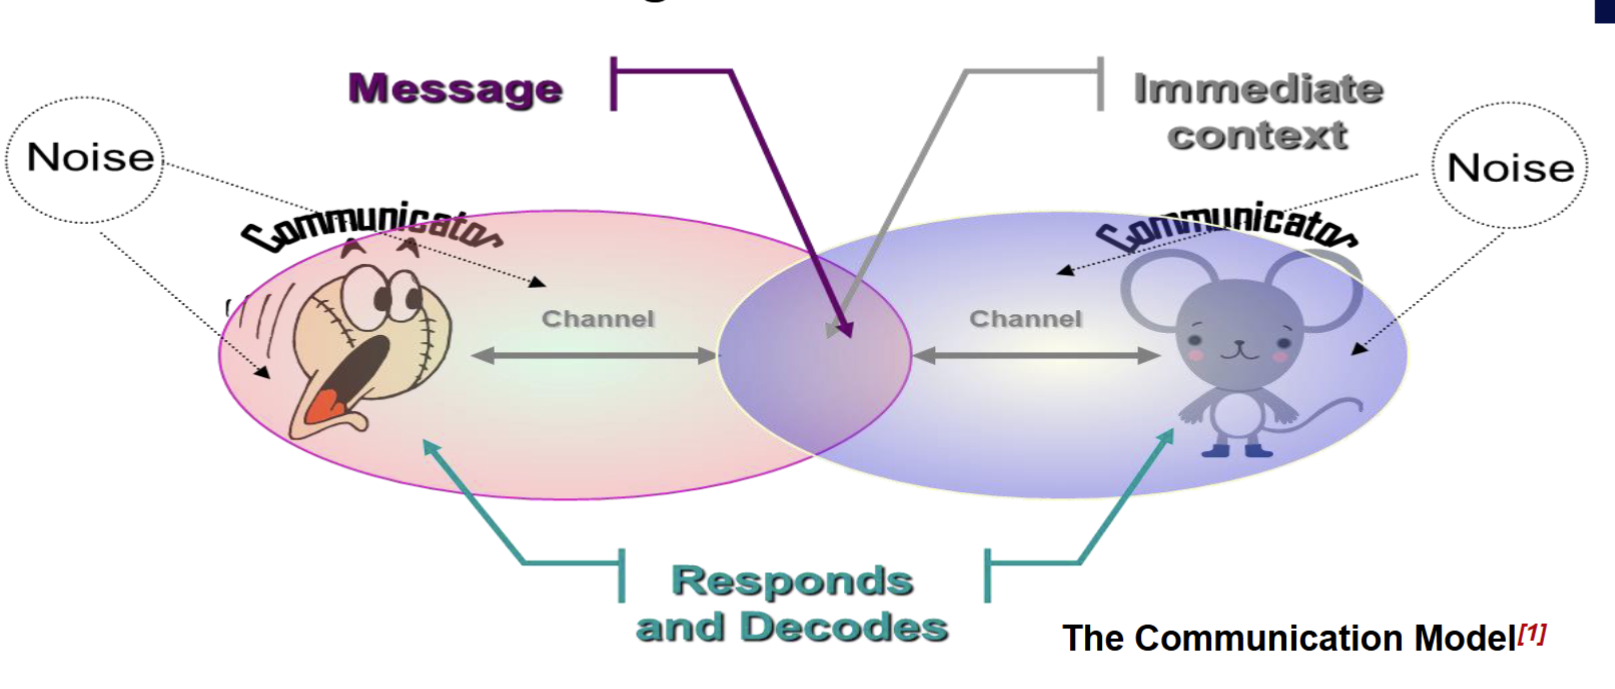 Message
Immediate
context
Noise
Noise
Communicator
Communicator
Channel
Channel
Responds
and Decodes
The Communication Model[1]